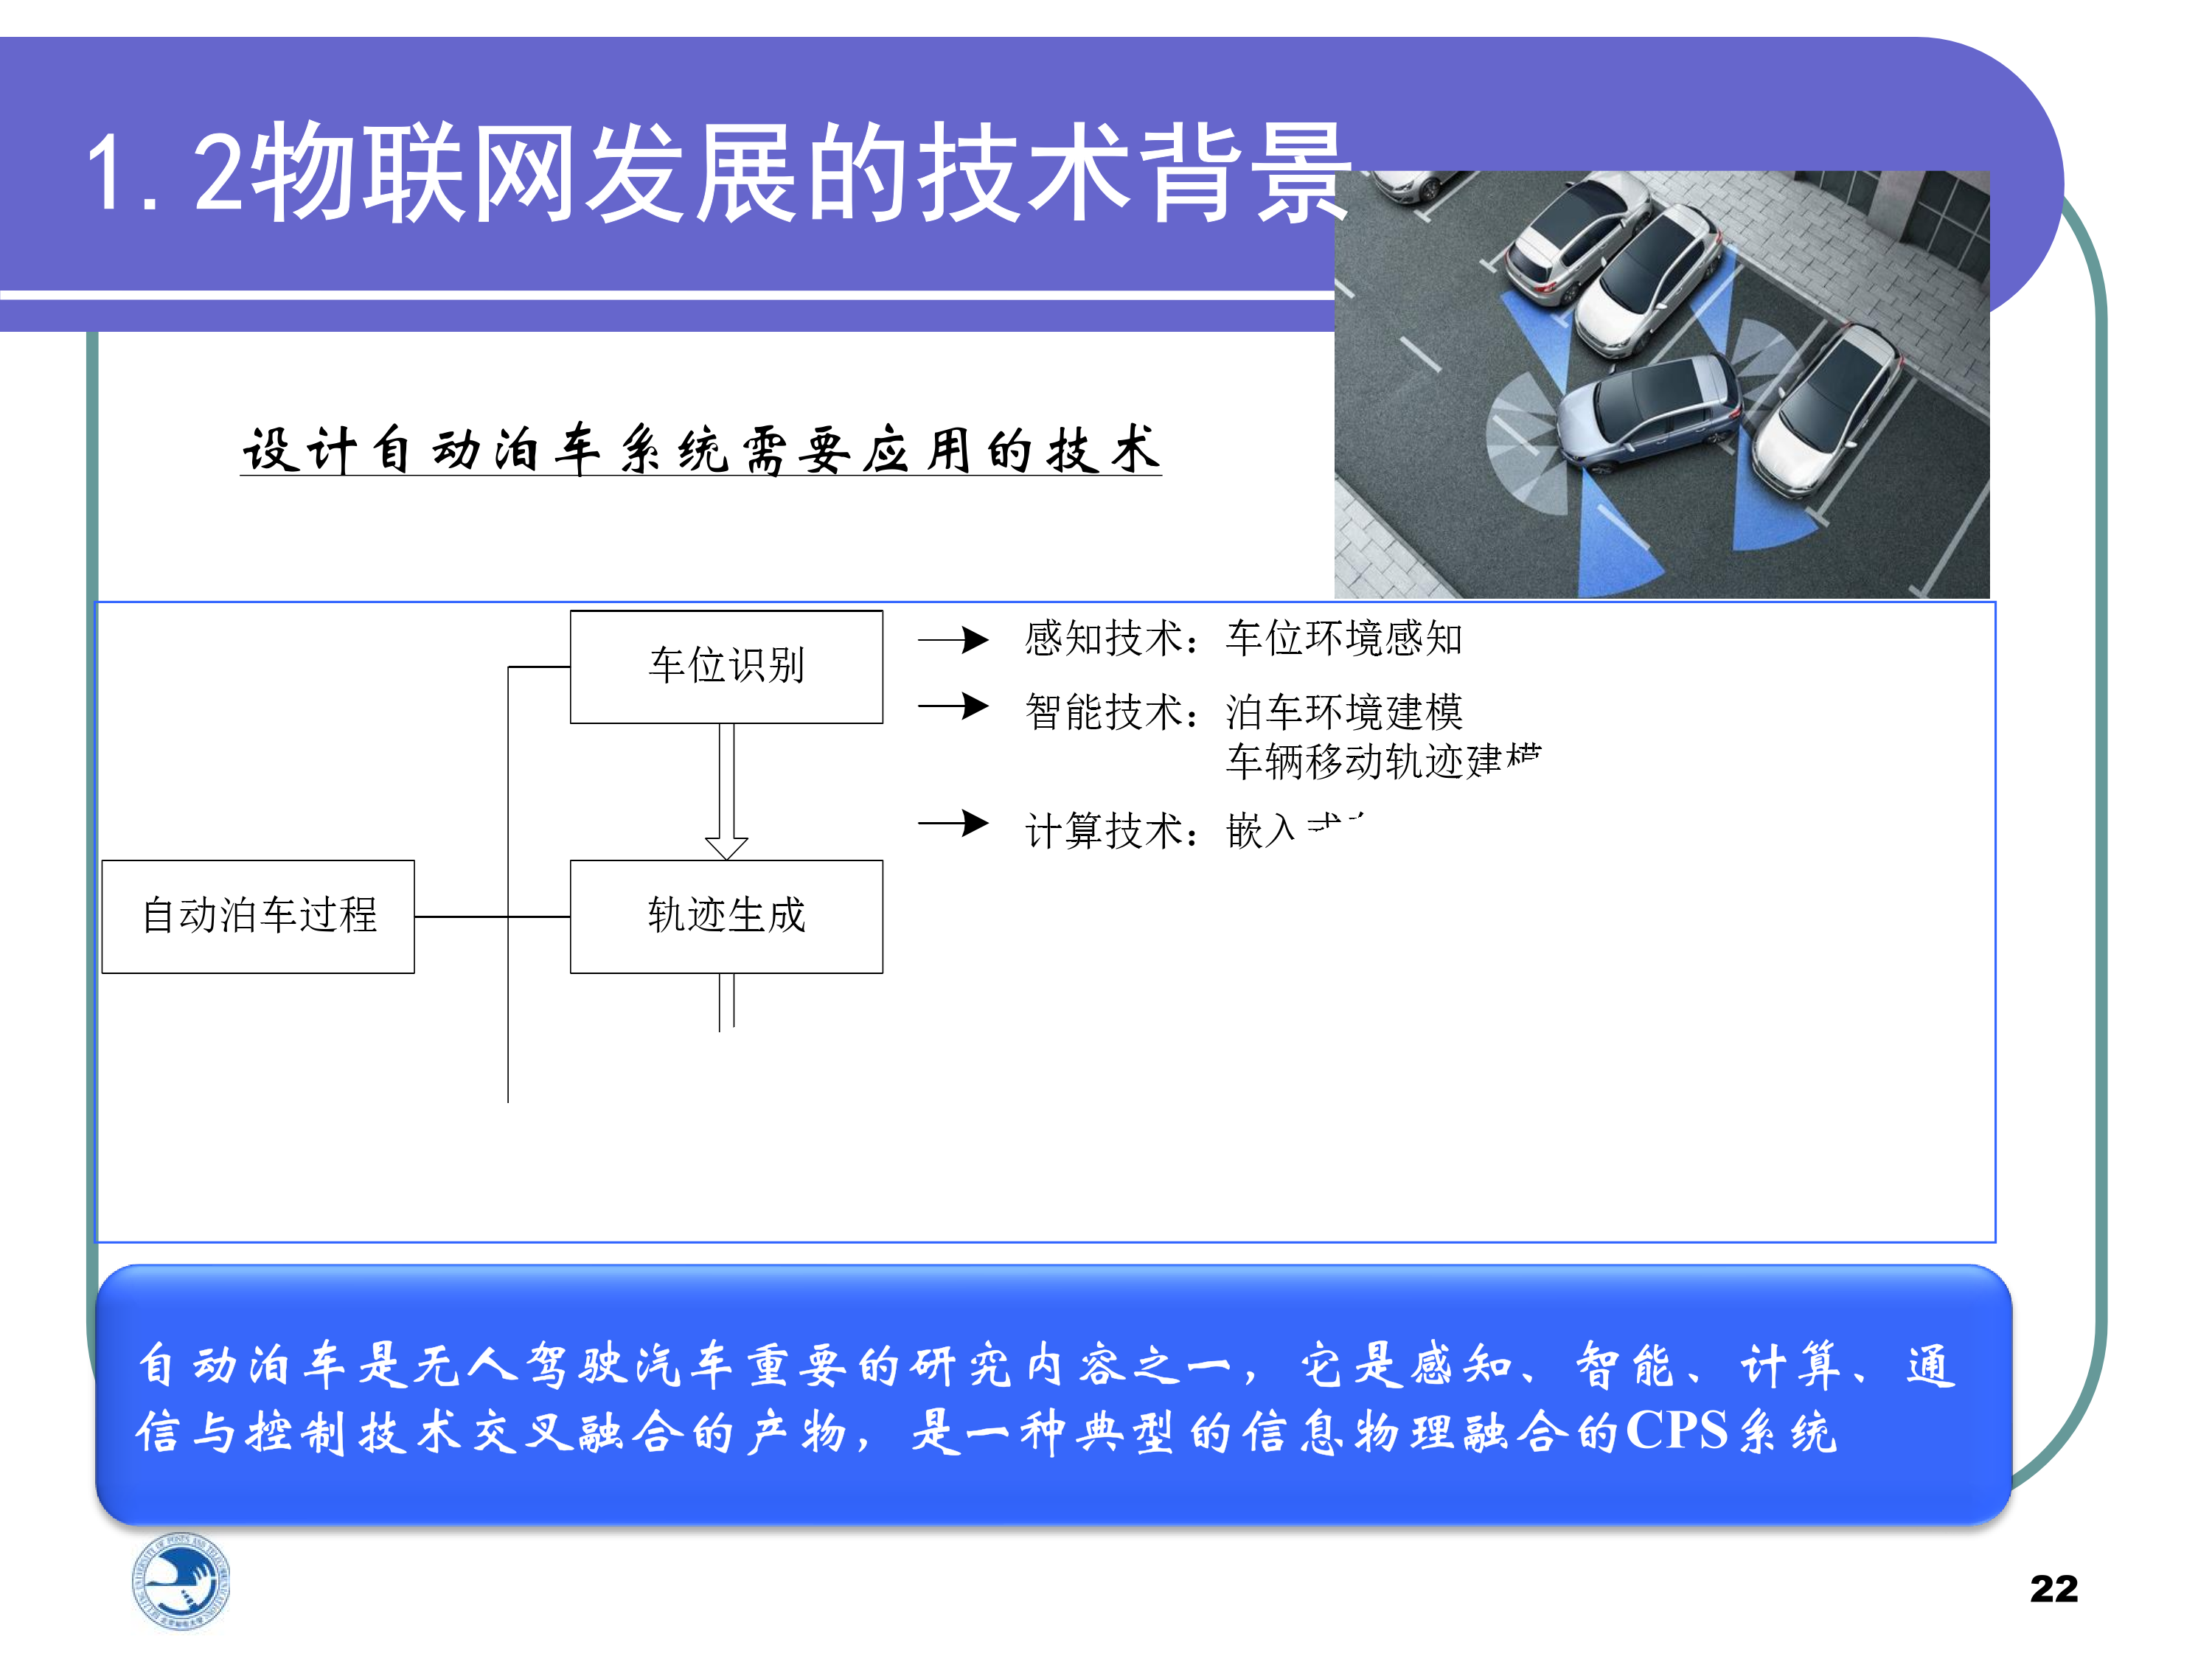 1.2物联网发展的技术背景
设计自动泊车系统需要应用的技术
车位识别
感知技术：车位环境感知
智能技术：泊车环境建模
车辆移动轨迹建模
计算技术：嵌入式
自动泊车过程
轨迹生成
自动泊车是无人驾驶汽车重要的研究内容之一，它是感知、智能、计算、通
信与控制技术交叉融合的产物，是一种典型的信息物理融合的CPS系统
22